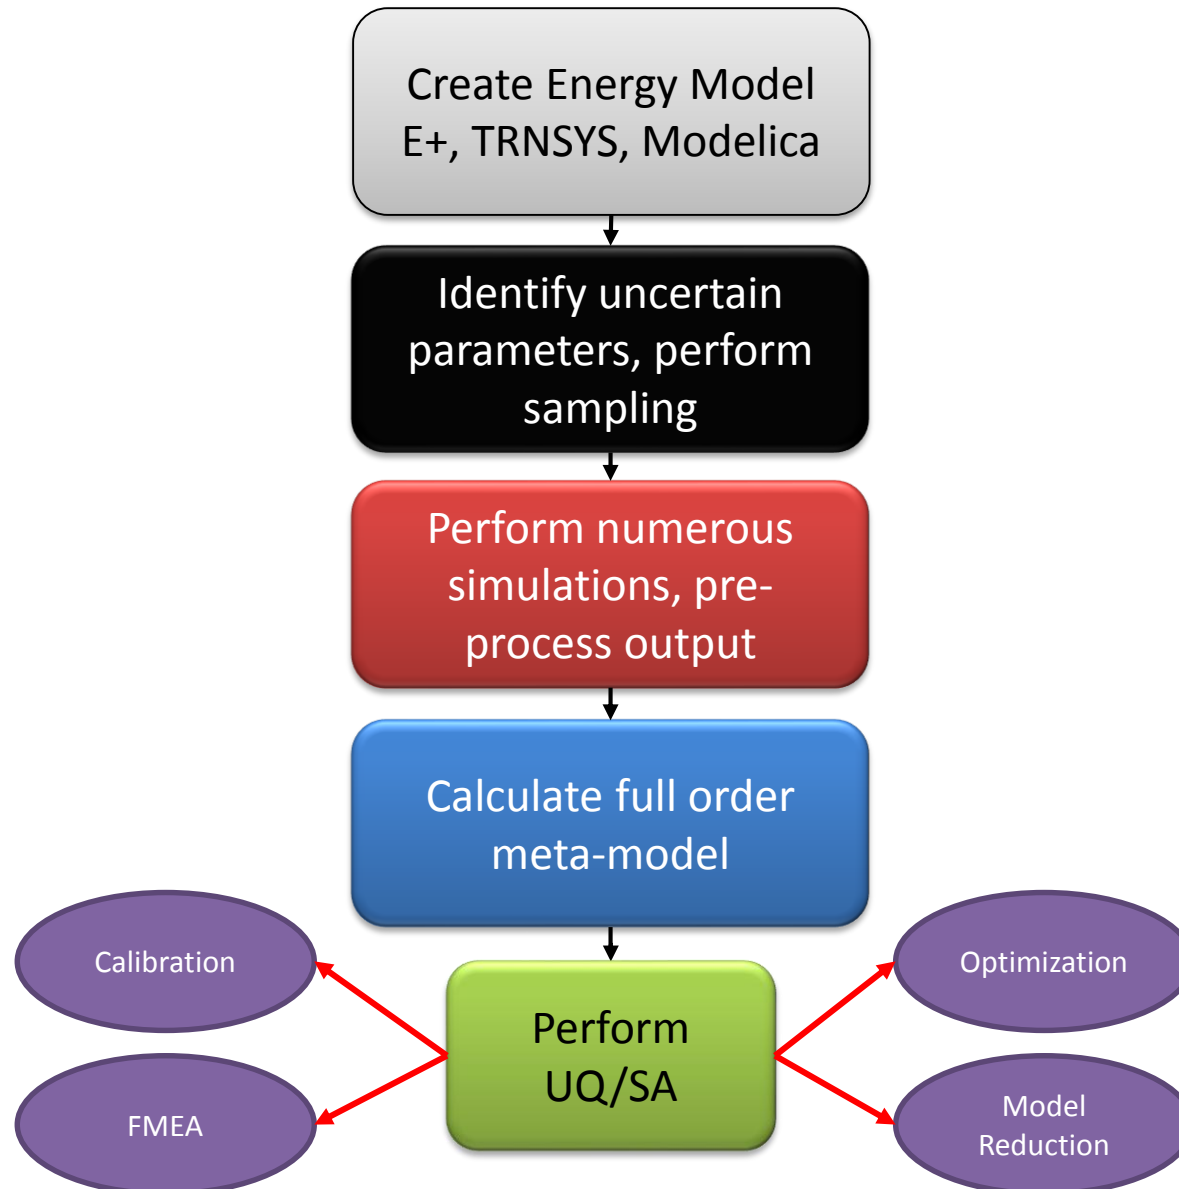 Create Energy Model
E+, TRNSYS, Modelica
Identify uncertain
parameters, perform
sampling
Perform numerous
simulations, pre-
process output
Calculate full order
meta-model
Calibration
Optimization
Perform
UQ/SA
FMEA
Model
Reduction